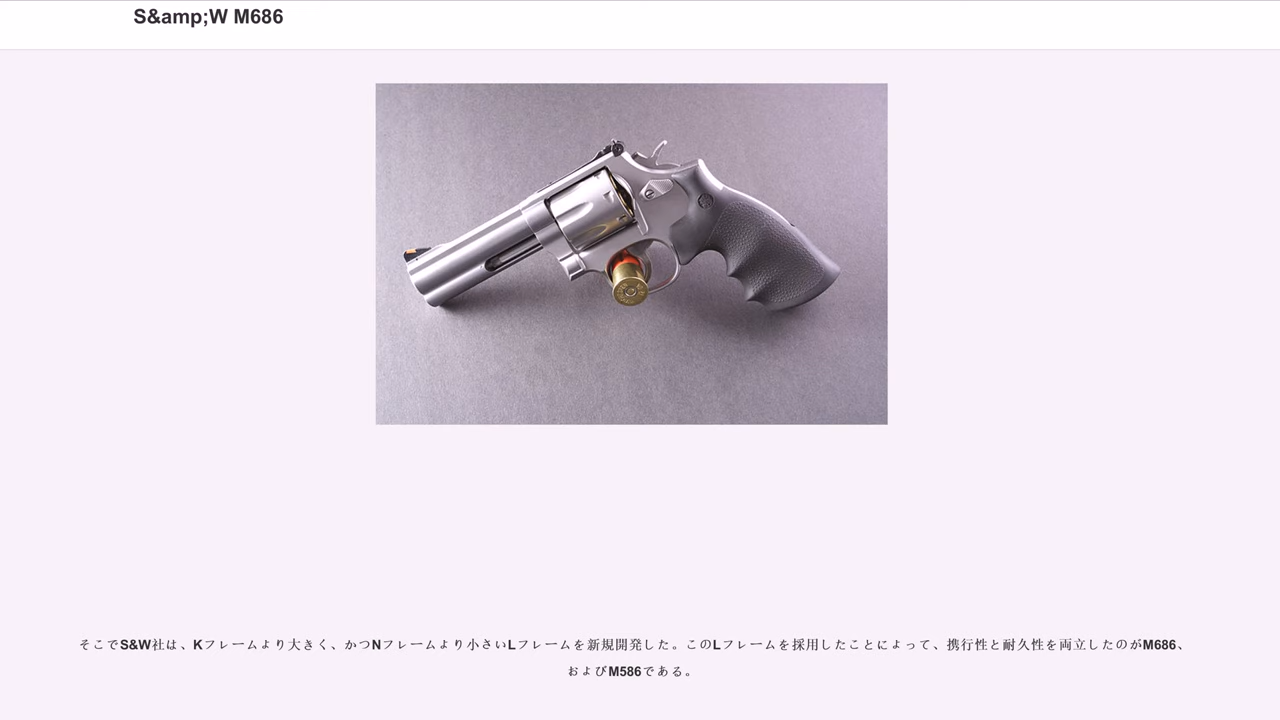 S&amp;W M686
そこでS&W社は、Kフレームより大きく、かつNフレームより小さいLフレームを新規開発した。このLフレームを採用したことによって、携行性と耐久性を両立したのがM686、
およびM586である。